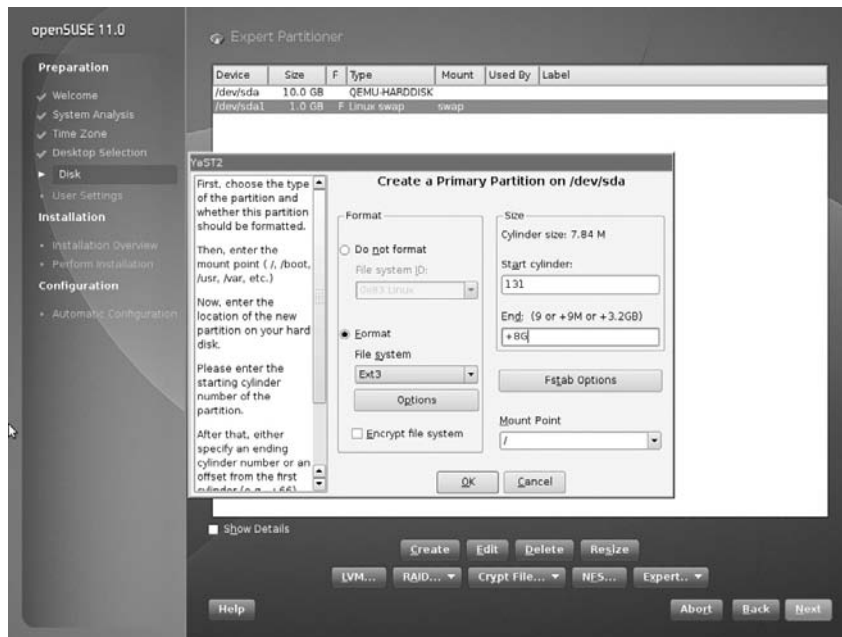 openSUSE 11.0
Preparation
Welcome
System Analysis
Time Zone
Desktop Selection
Disk
User Settings
Installation
Installation Overview
Perform Installation
Configuration
Automatic Configuration
Expert Partitioner
Device Size F Type Mount Used By Label
/dev/sda 10.0 GB QEMU-HARDDISK
/dev/sda1 1.0 GB F Linux swap swap
YaST2
First, choose the type
of the partition and
whether this partition
should be formatted.
Then, enter the
mount point ( /, /boot,
/usr, /var, etc.)
Now, enter the
location of the new
partition on your hard
disk.
Please enter the
starting cylinder
number of the
partition.
After that, either
specify an ending
cylinder number or an
offset from the first
cylinder (e.g., +66)
Create a Primary Partition on /dev/sda
Format
Do not format
File system ID:
0x83 Linux
Format
File system
Ext3
Options
Encrypt file system
Size
Cylinder size: 7.84 M
Start cylinder:
131
End: (9 or +9M or +3.2GB)
+8G
Fstab Options
Mount Point
/
OK Cancel
Show Details
Create Edit Delete Resize
LVM... RAID... Crypt File... NFS... Expert..
Help Abort Back Next